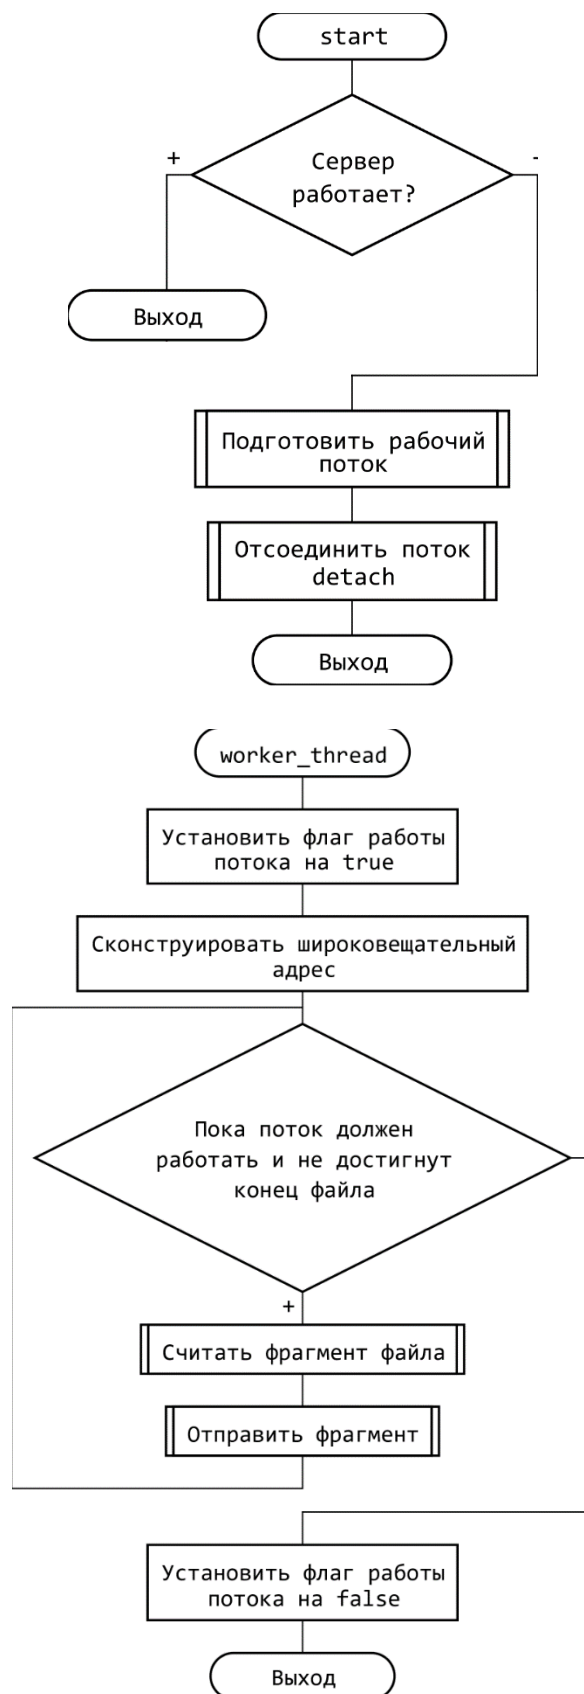 start
+
-
Сервер
работает?
Выход
Подготовить рабочий
поток
Отсоединить поток
detach
Выход
worker_thread
Установить флаг работы
потока на true
Сконструировать широковещательный
адрес
Пока поток должен
работать и не достигнут
конец файла
+
Считать фрагмент файла
Отправить фрагмент
Установить флаг работы
потока на false
Выход